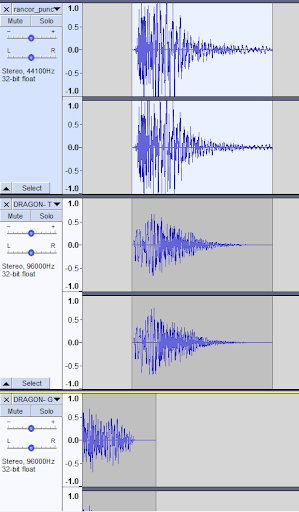 rancor_punc
1.0
Mute Solo
0.5
- +
L R
0.0
Stereo, 44100Hz
32-bit float
-0.5
-1.0
1.0
0.5
0.0
-0.5
Select
-1.0
DRAGON- T
1.0
Mute Solo
0.5
- +
L R
0.0
Stereo, 96000Hz
32-bit float
-0.5
-1.0
1.0
0.5
0.0
-0.5
Select
-1.0
DRAGON- G
1.0
Mute Solo
0.5
- +
L R
0.0
Stereo, 96000Hz
32-bit float
-0.5
-1.0
1.0